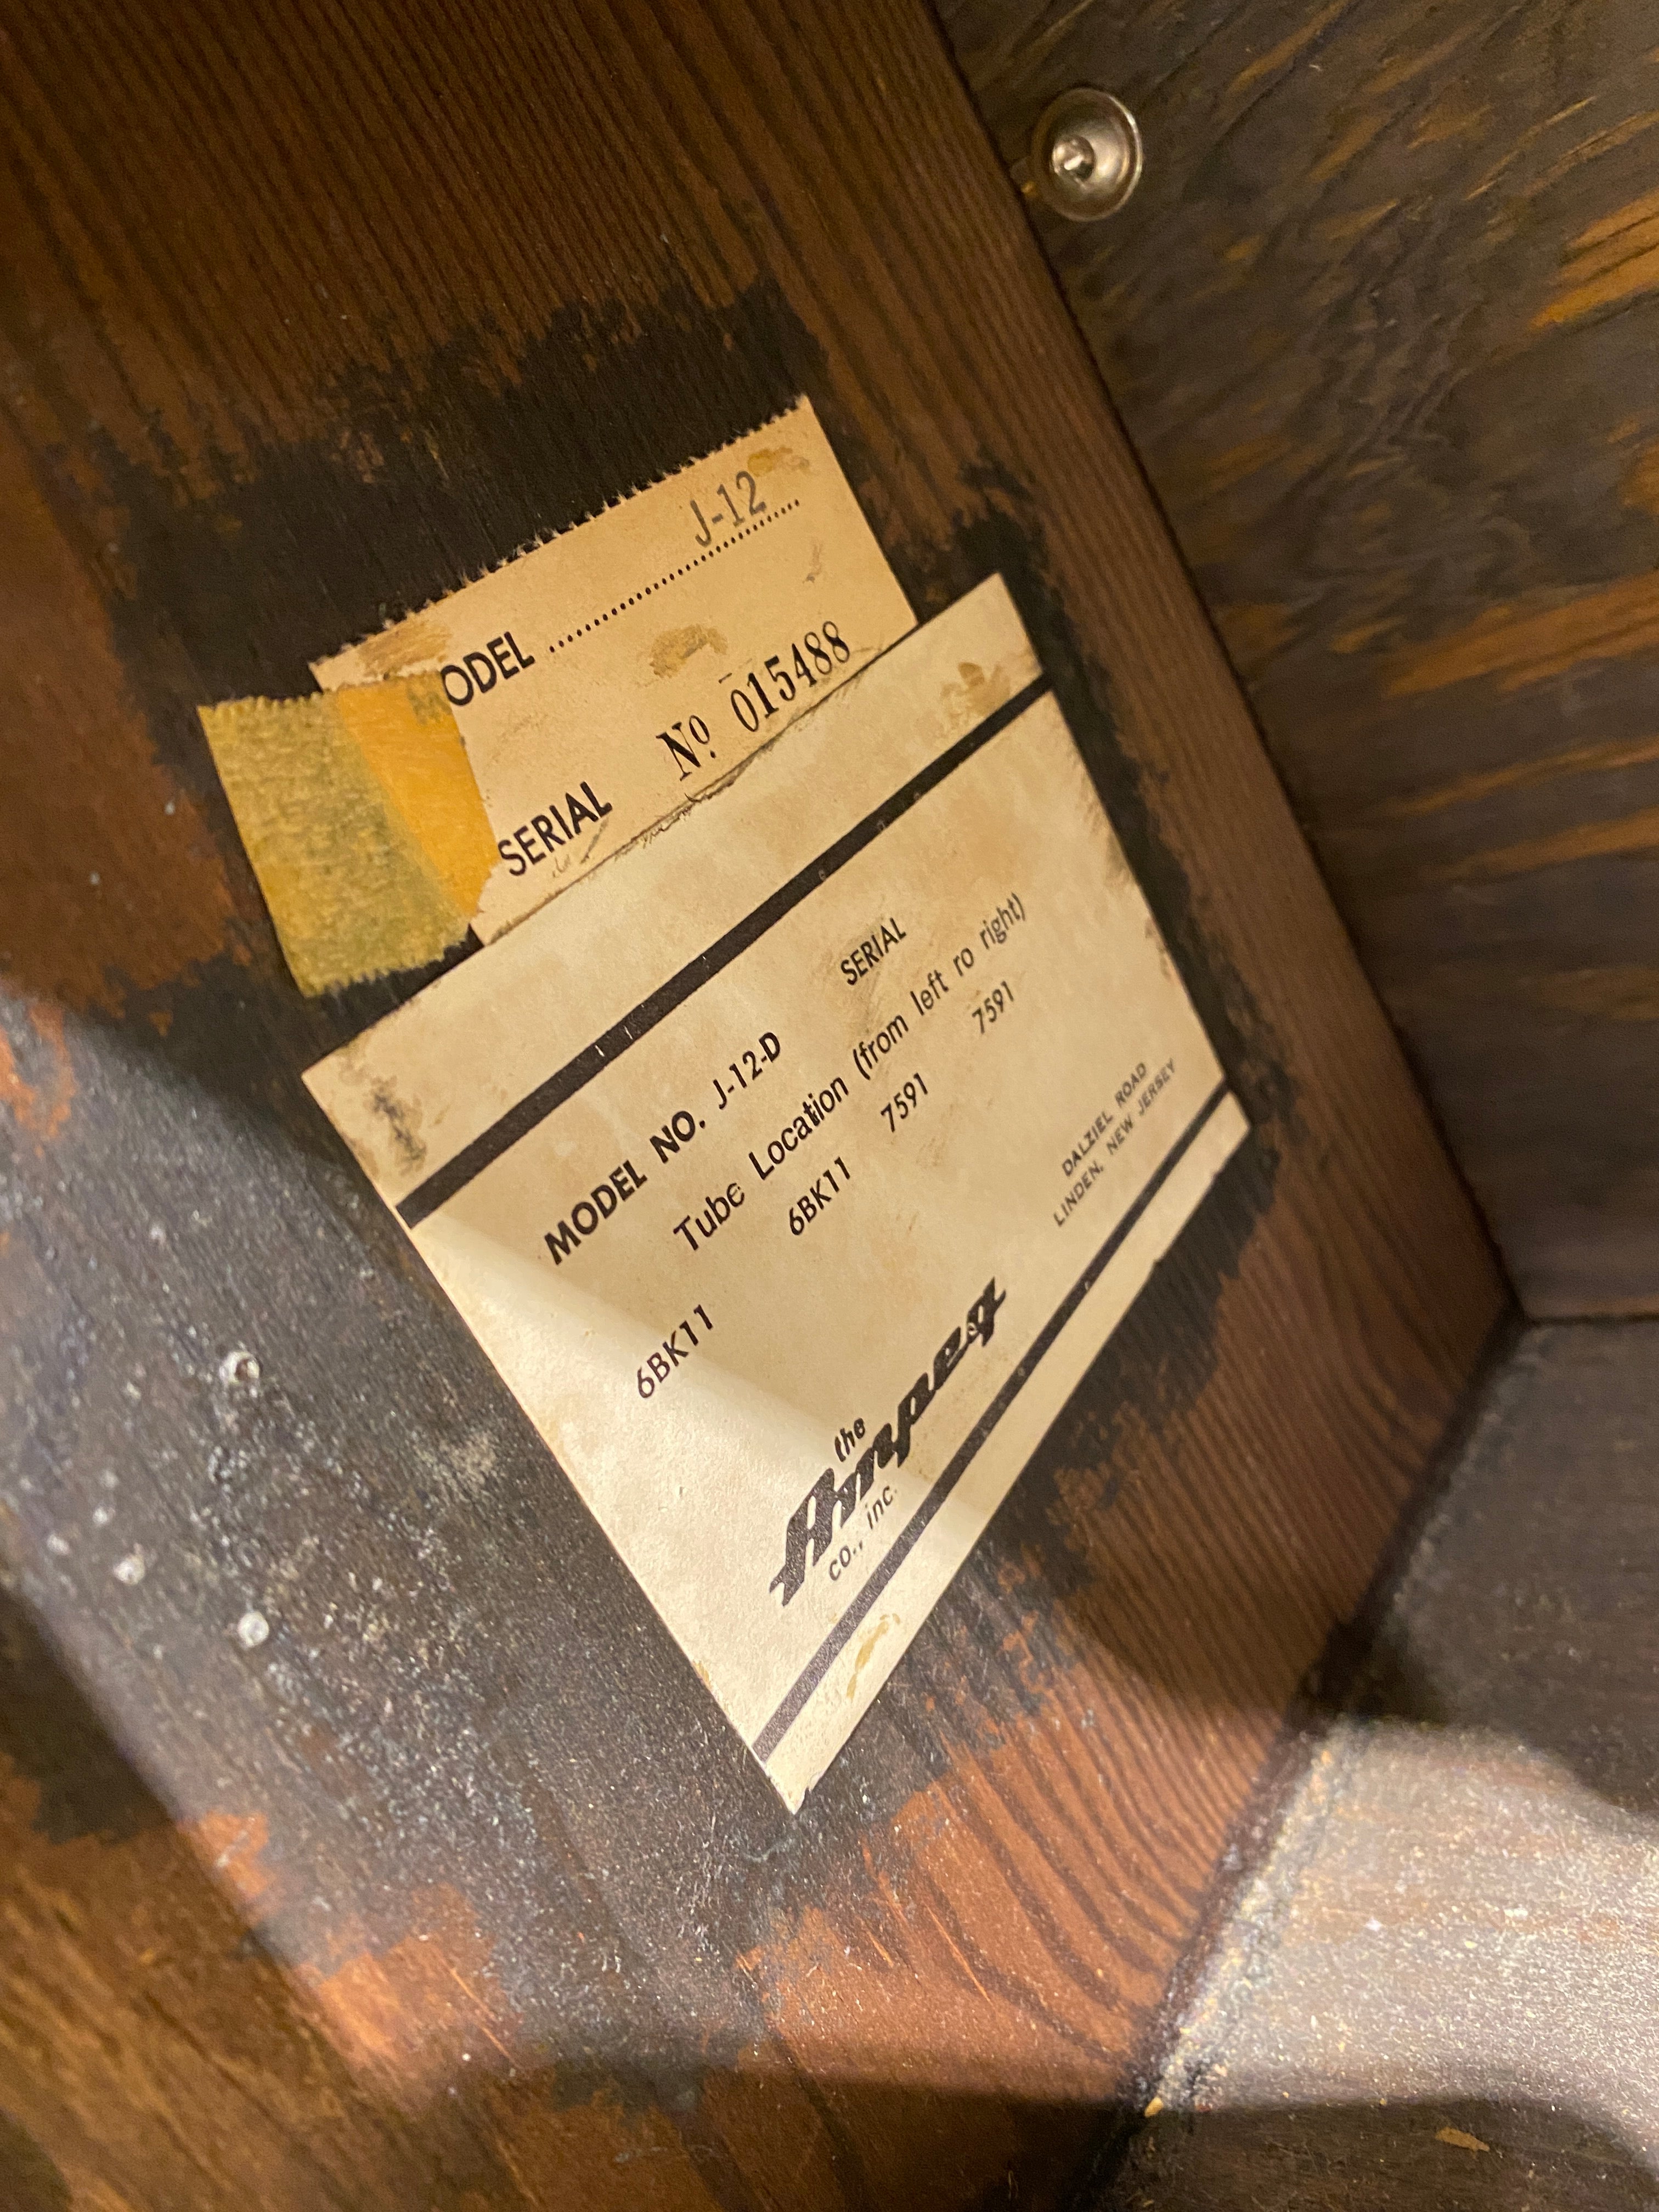 MODEL .............................. J-12
SERIAL Nº 015488
MODEL NO. J-12-D SERIAL
Tube Location (from left ro right)
6BK11 6BK11 7591 7591
the
Ampeg
co., inc.
DALZIEL ROAD
LINDEN, NEW JERSEY